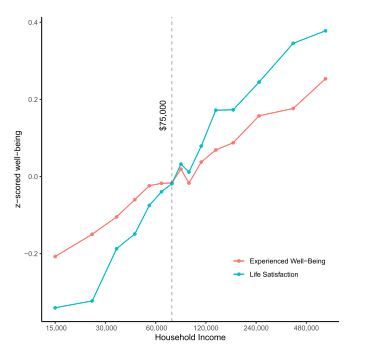 0.4
0.2
0.0
−0.2
z−scored well−being
$75,000
Experienced Well−Being
Life Satisfaction
15,000 30,000 60,000 120,000 240,000 480,000
Household Income